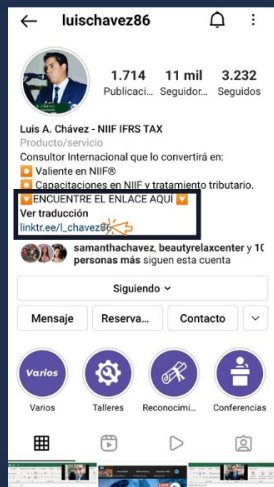 luischavez86
1.714 11 mil 3.232
Publicaci... Seguidor... Seguidos
Luis A. Chávez - NIIF IFRS TAX
Producto/servicio
Consultor Internacional que lo convertirá en:
Valiente en NIIF®
Capacitaciones en NIIF y tratamiento tributario.
ENCUENTRE EL ENLACE AQUÍ
Ver traducción
linktr.ee/l_chavez86
samanthachavez, beautyrelaxcenter y 10
personas más siguen esta cuenta
Siguiendo
Mensaje Reserva... Contacto
Varios
Varios Talleres Reconocimi... Conferencias